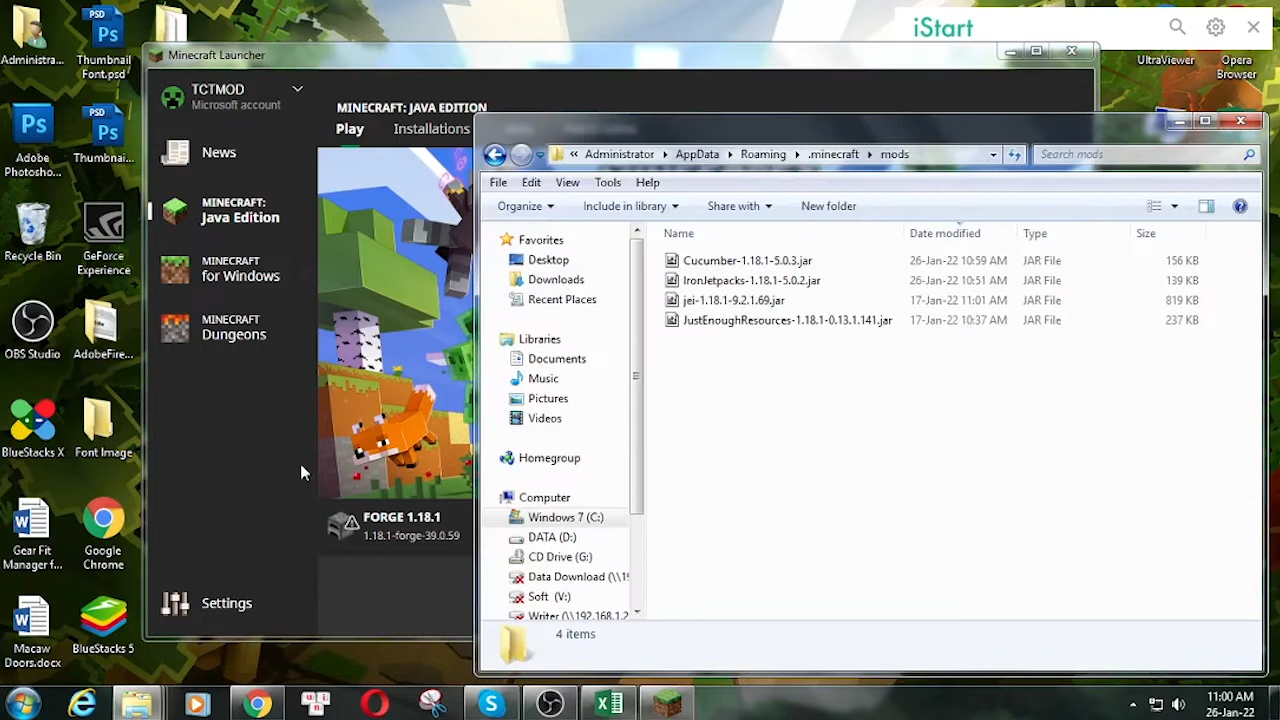 Administra...
Thumbnail
Font.psd
Adobe
Photosho...
Thumbnai...
Recycle Bin
GeForce
Experience
OBS Studio
AdobeFire...
BlueStacks X
Font Image
Gear Fit
Manager f...
Google
Chrome
Macaw
Doors.docx
BlueStacks 5
iStart
UltraViewer
Opera
Browser
Minecraft Launcher
TCTMOD
Microsoft account
News
MINECRAFT:
Java Edition
MINECRAFT
for Windows
MINECRAFT
Dungeons
Settings
MINECRAFT: JAVA EDITION
Play
Installations
FORGE 1.18.1
1.18.1-forge-39.0.59
« Administrator ▸ AppData ▸ Roaming ▸ .minecraft ▸ mods
Search mods
File Edit View Tools Help
Organize Include in library Share with New folder
Favorites
Desktop
Downloads
Recent Places
Libraries
Documents
Music
Pictures
Videos
Homegroup
Computer
Windows 7 (C:)
DATA (D:)
CD Drive (G:)
Data Download (\\19
Soft (V:)
Writer (\\192.168.1.2
Name Date modified Type Size
Cucumber-1.18.1-5.0.3.jar 26-Jan-22 10:59 AM JAR File 156 KB
IronJetpacks-1.18.1-5.0.2.jar 26-Jan-22 10:51 AM JAR File 139 KB
jei-1.18.1-9.2.1.69.jar 17-Jan-22 11:01 AM JAR File 819 KB
JustEnoughResources-1.18.1-0.13.1.141.jar 17-Jan-22 10:37 AM JAR File 237 KB
4 items
11:00 AM
26-Jan-22